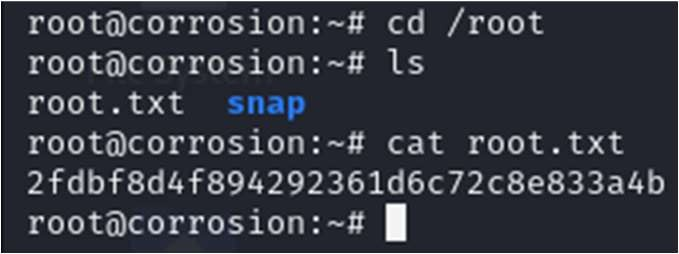 root@corrosion:~# cd /root
root@corrosion:~# ls
root.txt  snap
root@corrosion:~# cat root.txt
2fdbf8d4f894292361d6c72c8e833a4b
root@corrosion:~#